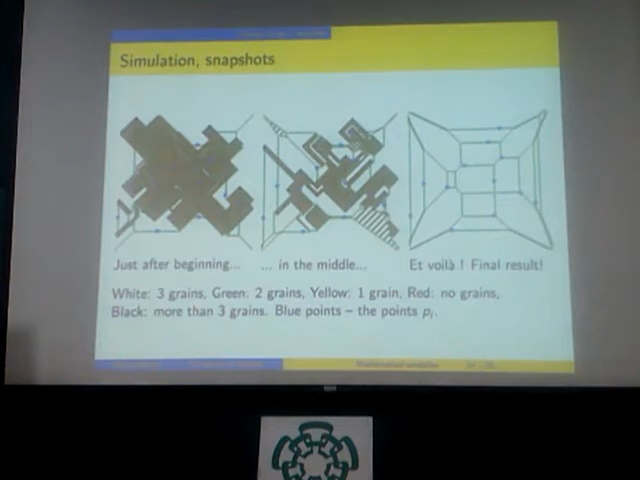 Simulation, snapshots
Just after beginning...
... in the middle...
Et voilà ! Final result!
White: 3 grains, Green: 2 grains, Yellow: 1 grain, Red: no grains,
Black: more than 3 grains. Blue points – the points pᵢ.